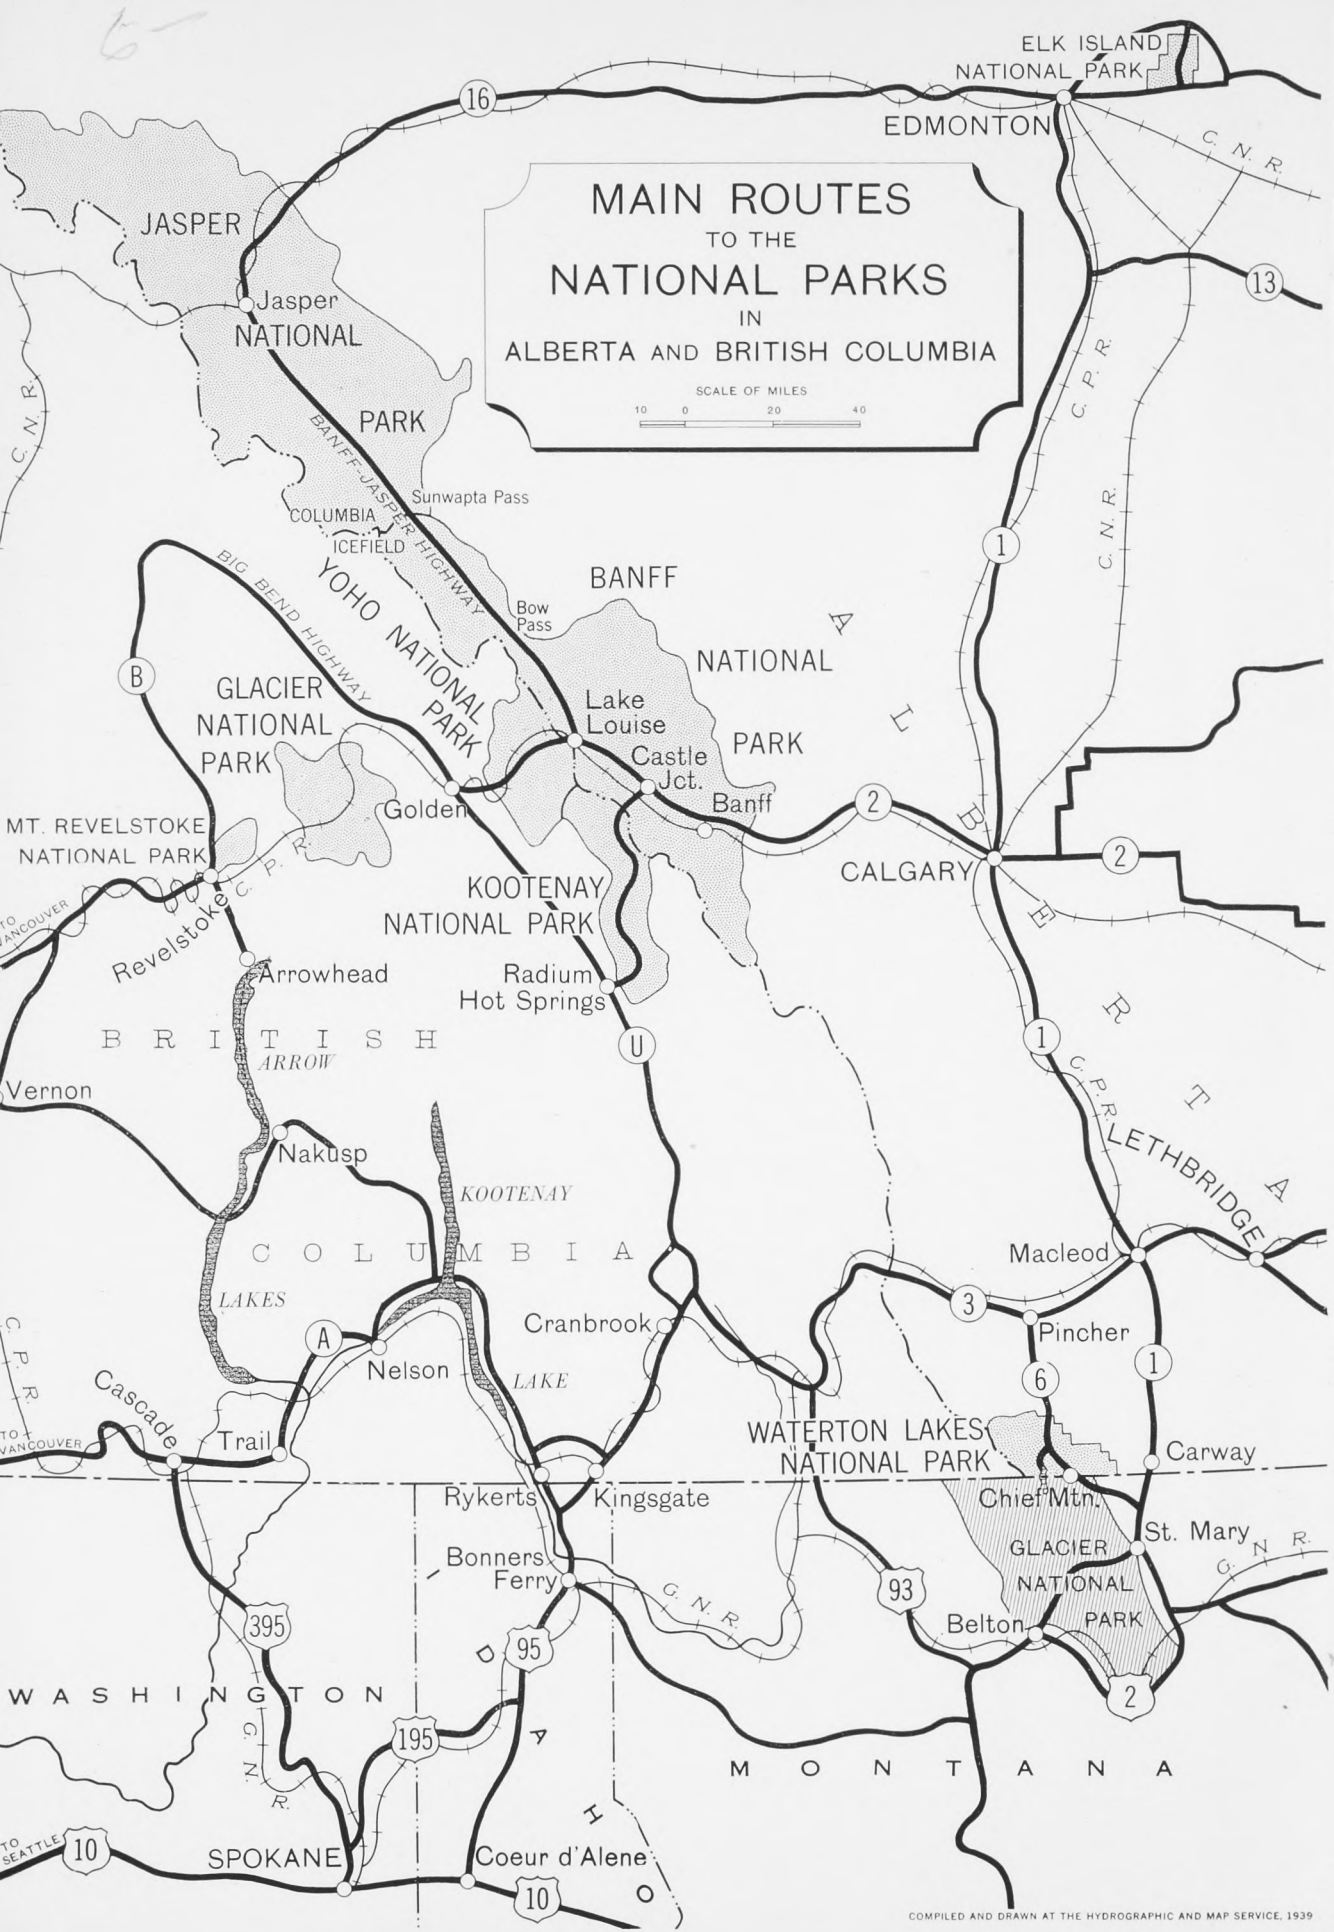 ELK ISLAND
NATIONAL PARK
16
EDMONTON
C. N. R.
MAIN ROUTES
TO THE
NATIONAL PARKS
IN
ALBERTA AND BRITISH COLUMBIA
SCALE OF MILES
10 0 20 40
13
JASPER
Jasper
NATIONAL
PARK
C. N. R.
C. P. R.
C. N. R.
BANFF-JASPER HIGHWAY
Sunwapta Pass
COLUMBIA
ICEFIELD
1
BIG BEND HIGHWAY
YOHO NATIONAL
PARK
BANFF
NATIONAL
PARK
Bow
Pass
ALBERTA
B
GLACIER
NATIONAL
PARK
Lake
Louise
Castle
Jct.
Banff
2
Golden
MT. REVELSTOKE
NATIONAL PARK
C. P. R.
CALGARY
2
KOOTENAY
NATIONAL PARK
TO
VANCOUVER
Revelstoke
Arrowhead
Radium
Hot Springs
BRITISH
ARROW
U
1
C. P. R.
Vernon
Nakusp
LETHBRIDGE
KOOTENAY
COLUMBIA
Macleod
LAKES
3
A
Cranbrook
Pincher
C. P. R.
Nelson
LAKE
6
1
Cascade
Trail
TO
VANCOUVER
WATERTON LAKES
NATIONAL PARK
Carway
Rykerts
Kingsgate
Chief Mtn.
St. Mary
GLACIER
NATIONAL
PARK
G. N. R.
Bonners
Ferry
G. N. R.
93
Belton
395
95
2
WASHINGTON
IDAHO
G. N. R.
195
MONTANA
TO
SEATTLE
10
SPOKANE
Coeur d'Alene
10
COMPILED AND DRAWN AT THE HYDROGRAPHIC AND MAP SERVICE, 1939